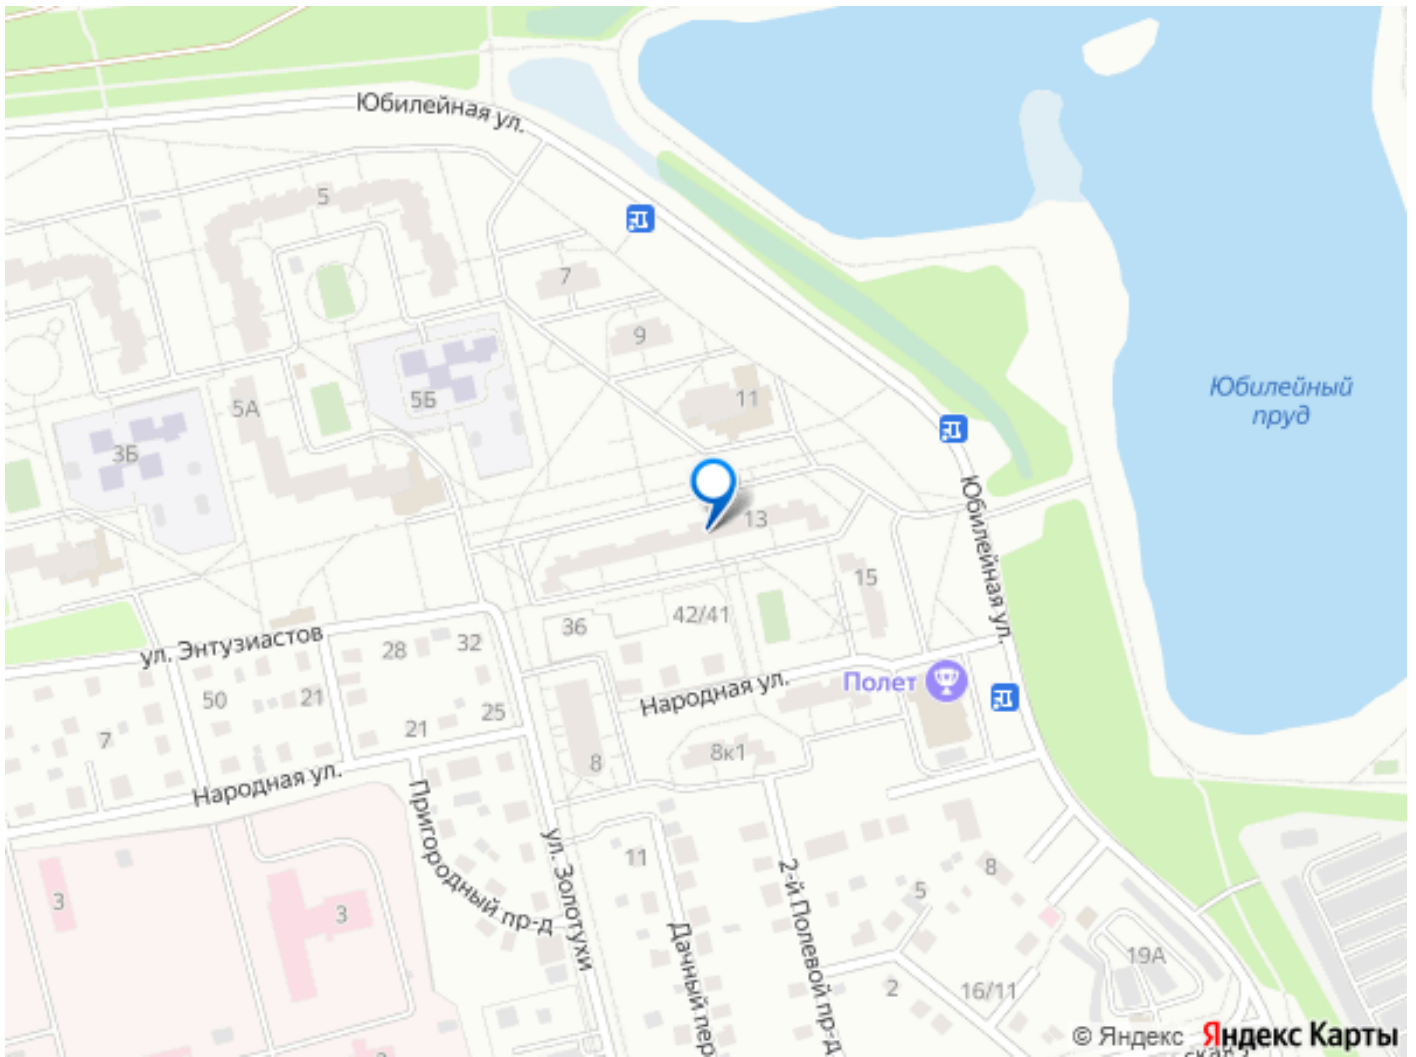 Юбилейная ул.
5
7
9
11
5А
5Б
3Б
Юбилейный
пруд
13
Юбилейная ул.
15
42/41
36
ул. Энтузиастов
28
32
50
21
25
21
7
Народная ул.
Полет
8к1
8
Народная ул.
Пригородный пр-д
ул. Золотухи
11
Дачный пер
2-й Полевой пр-д
5
8
3
3
2
16/11
19А
© Яндекс Яндекс Карты